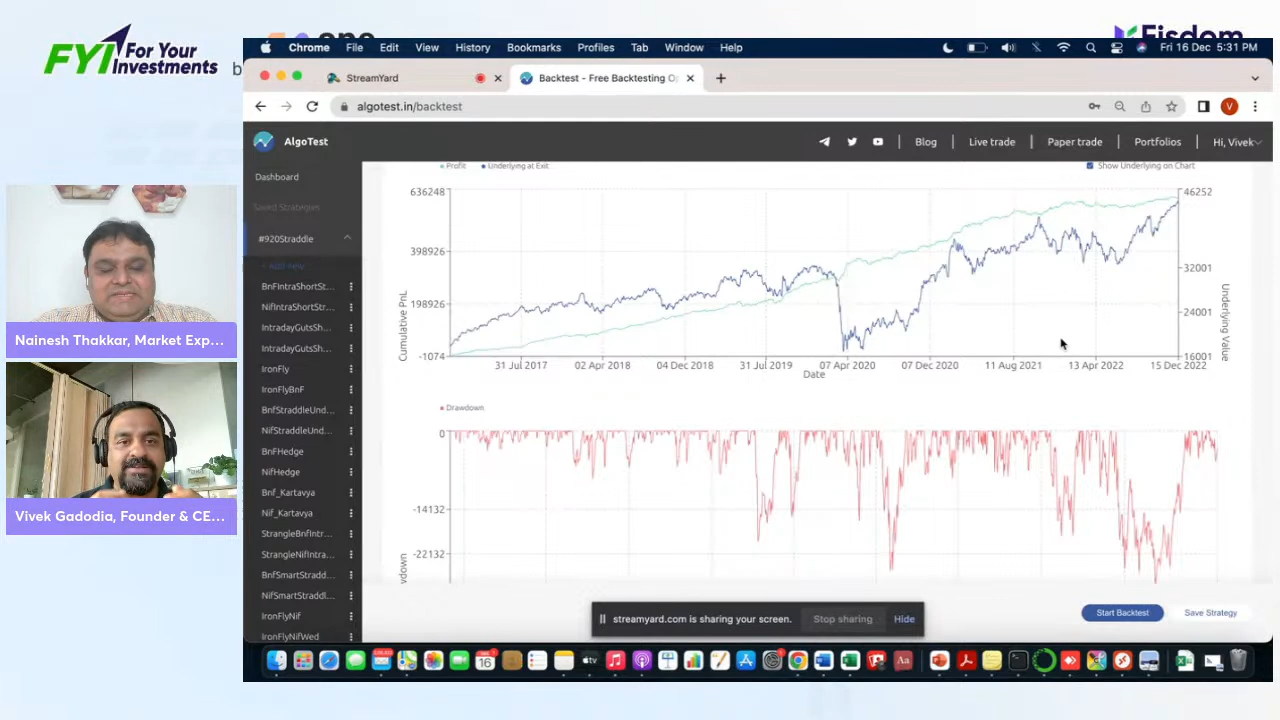 FYI For Your Investments
Fisdom
Chrome File Edit View History Bookmarks Profiles Tab Window Help
Fri 16 Dec 5:31 PM
StreamYard
Backtest - Free Backtesting Op
algotest.in/backtest
V
AlgoTest
Blog Live trade Paper trade Portfolios Hi, Vivek
Dashboard
Saved Strategies
#920Straddle
+ Add new
BnFIntraShortSt...
NifIntraShortStr...
IntradayGutsSh...
IntradayGutsSh...
IronFly
IronFlyBnF
BnfStraddleUnd...
NifStraddleUnd...
BnFHedge
NifHedge
Bnf_Kartavya
Nif_Kartavya
StrangleBnfIntr...
StrangleNifIntra...
BnfSmartStradd...
NifSmartStraddl...
IronFlyNif
IronFlyNifWed
Profit Underlying at Exit
Show Underlying on Chart
636248
398926
198926
-1074
Cumulative PnL
46252
32001
24001
16001
Underlying Value
31 Jul 2017 02 Apr 2018 04 Dec 2018 31 Jul 2019 07 Apr 2020 07 Dec 2020 11 Aug 2021 13 Apr 2022 15 Dec 2022
Date
Drawdown
0
-14132
-22132
Start Backtest
Save Strategy
streamyard.com is sharing your screen.
Stop sharing
Hide
Nainesh Thakkar, Market Exp...
Vivek Gadodia, Founder & CE...